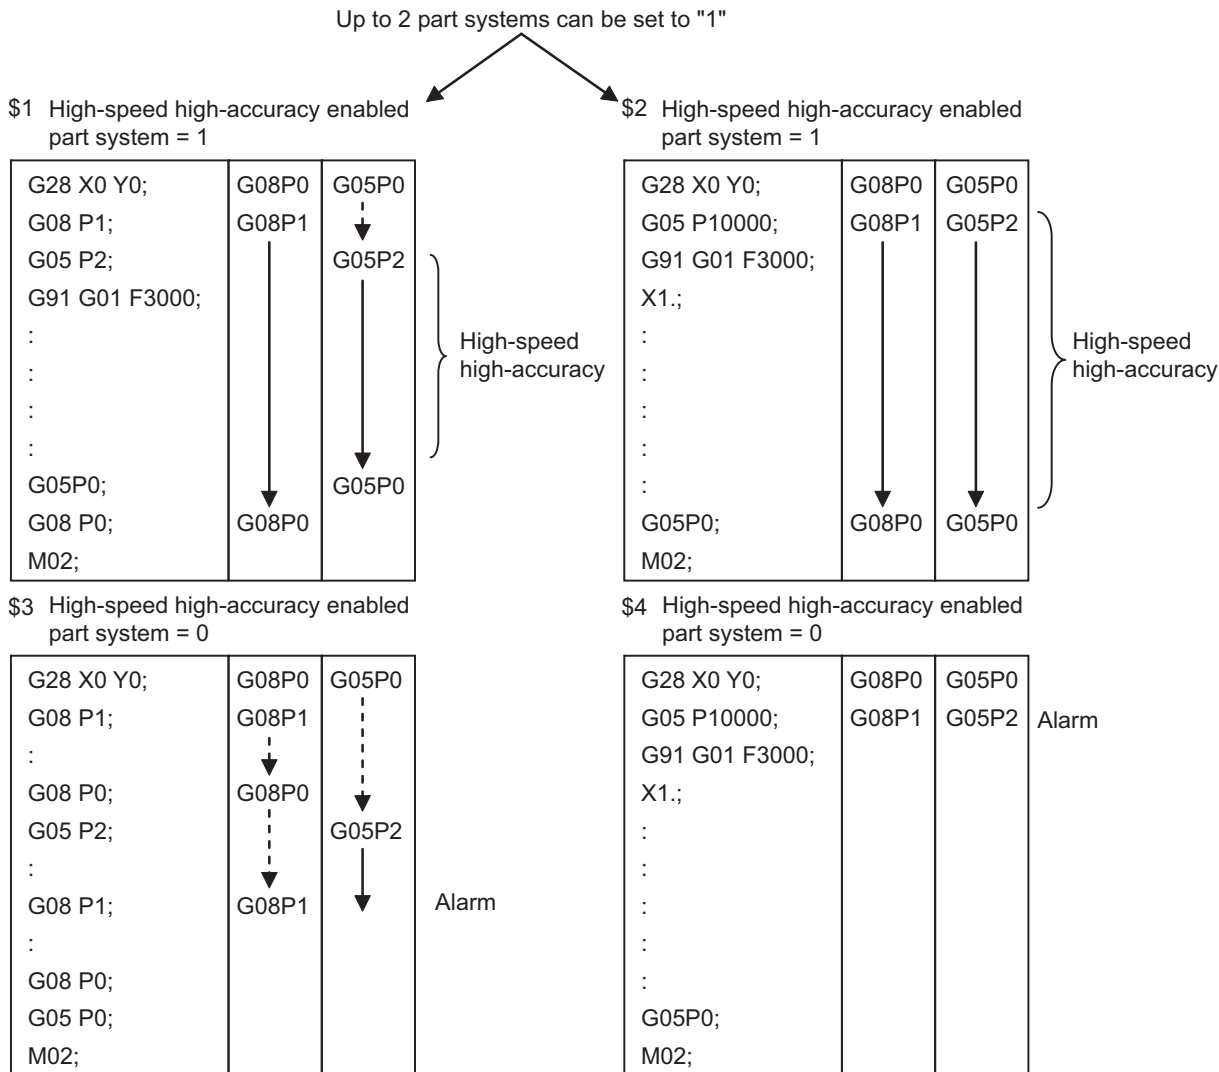 Up to 2 part systems can be set to "1"
$1 High-speed high-accuracy enabled
part system = 1
G28 X0 Y0; G08P0 G05P0
G08 P1; G08P1
G05 P2; G05P2
G91 G01 F3000;
:
:
:
:
High-speed
high-accuracy
G05P0; G05P0
G08 P0; G08P0
M02;
$2 High-speed high-accuracy enabled
part system = 1
G28 X0 Y0; G08P0 G05P0
G05 P10000; G08P1 G05P2
G91 G01 F3000;
X1.;
:
:
:
:
:
High-speed
high-accuracy
G05P0; G08P0 G05P0
M02;
$3 High-speed high-accuracy enabled
part system = 0
G28 X0 Y0; G08P0 G05P0
G08 P1; G08P1
:
G08 P0; G08P0
G05 P2; G05P2
:
G08 P1; G08P1 Alarm
:
G08 P0;
G05 P0;
M02;
$4 High-speed high-accuracy enabled
part system = 0
G28 X0 Y0; G08P0 G05P0
G05 P10000; G08P1 G05P2 Alarm
G91 G01 F3000;
X1.;
:
:
:
:
:
G05P0;
M02;